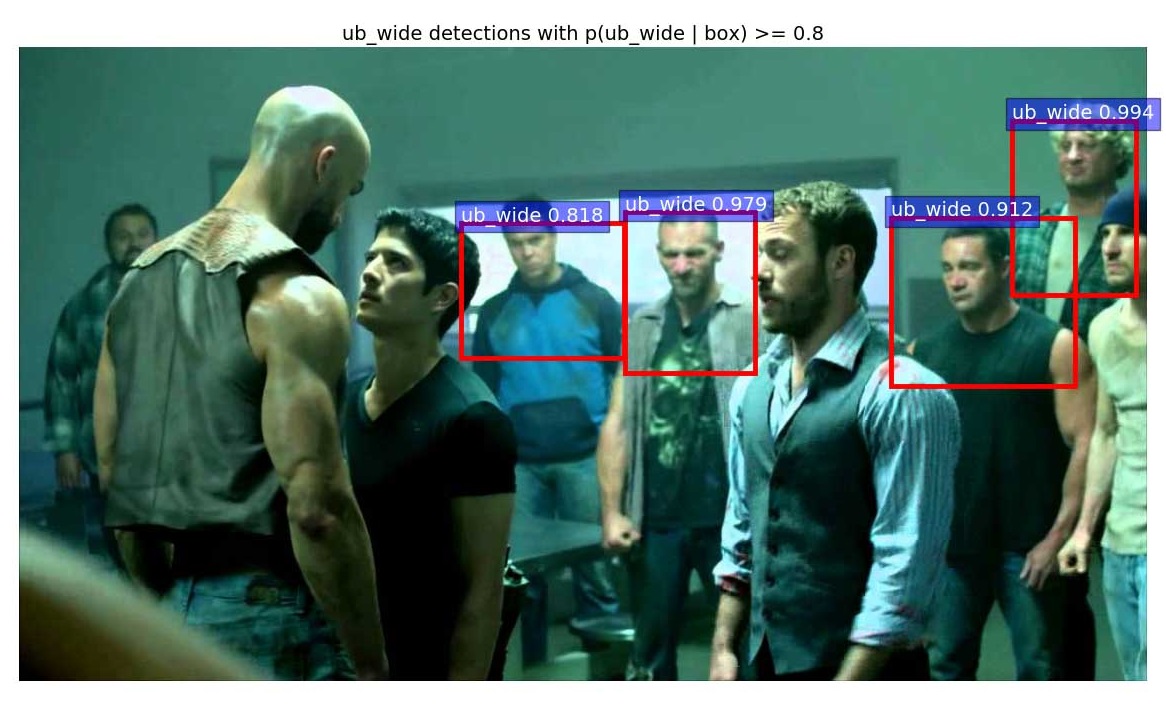 ub_wide detections with p(ub_wide | box) >= 0.8
ub_wide 0.994
ub_wide 0.818
ub_wide 0.979
ub_wide 0.912